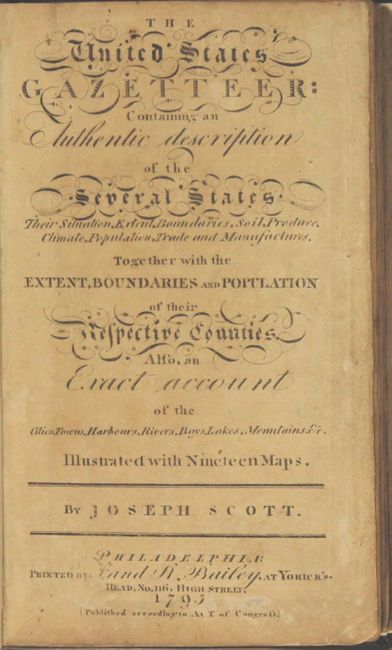 THE
United States
GAZETTEER:
Containing an
Authentic description
of the
Several States.
Their Situation, Extent, Boundaries, Soil, Produce,
Climate, Population, Trade and Manufactures.
Together with the
EXTENT, BOUNDARIES AND POPULATION
of their
Respective Counties.
Alſo, an
Exact account
of the
Cities, Towns, Harbours, Rivers, Bays, Lakes, Mountains, &c.
Illustrated with Nineteen Maps.
BY JOSEPH SCOTT.
PHILADELPHIA:
PRINTED BY F. and R. Bailey, AT YORICK'S-
HEAD, No. 116, HIGH STREET.
1795
(Publiſhed according to Act of Congreſs.)